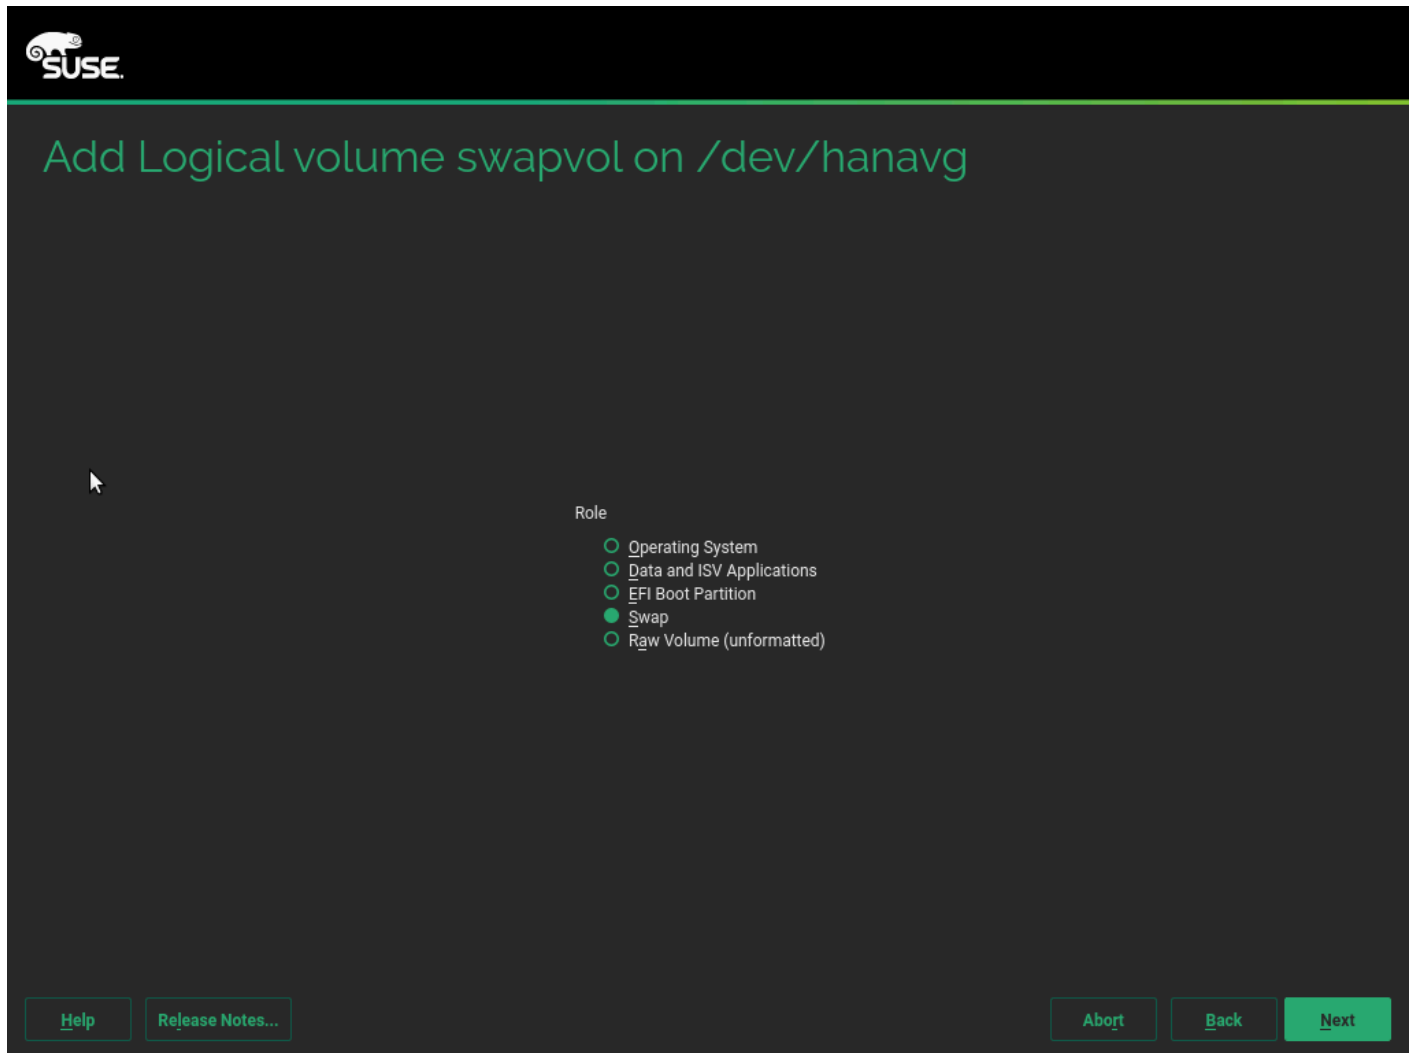 SUSE.
Add Logical volume swapvol on /dev/hanavg
Role
Operating System
Data and ISV Applications
EFI Boot Partition
Swap
Raw Volume (unformatted)
Help
Release Notes...
Abort
Back
Next